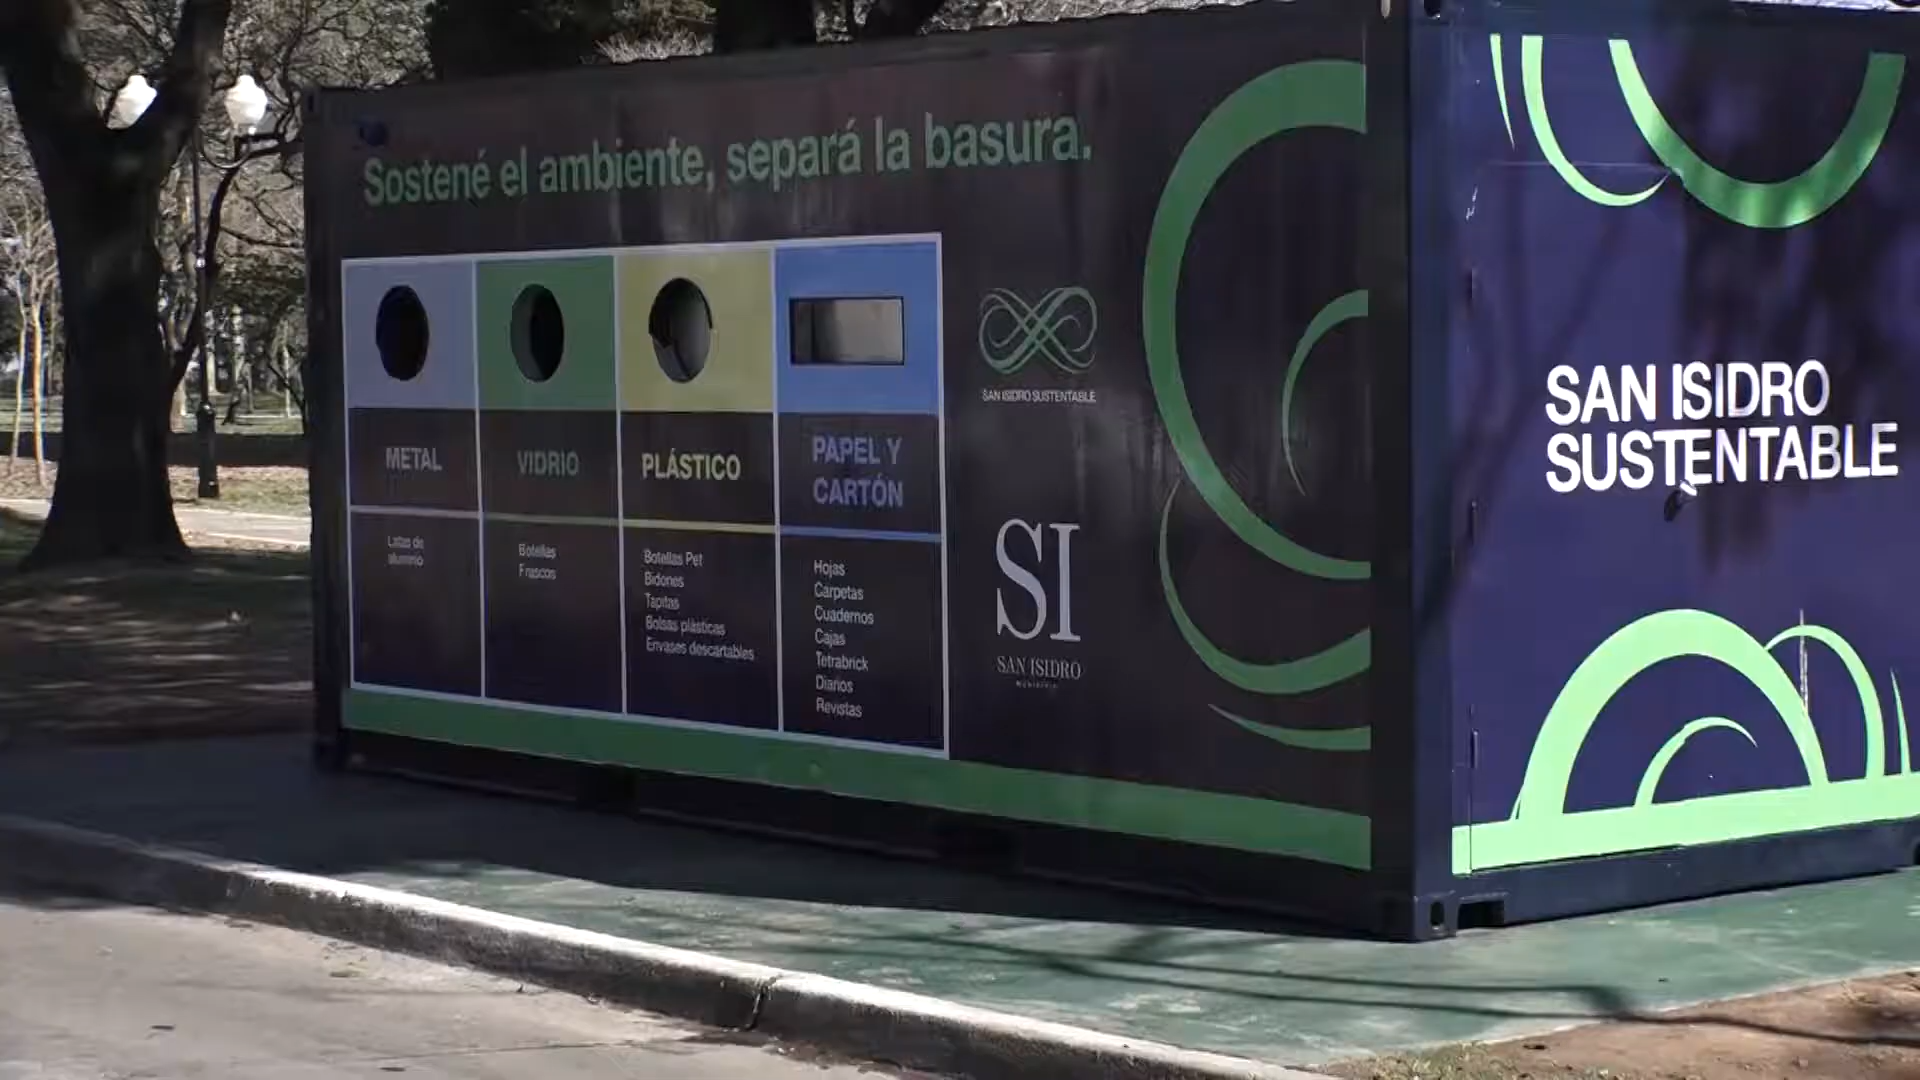 Sostené el ambiente, separá la basura.
METAL
Latas de
aluminio
VIDRIO
Botellas
Frascos
PLÁSTICO
Botellas Pet
Bidones
Tapitas
Bolsas plásticas
Envases descartables
PAPEL Y
CARTÓN
Hojas
Carpetas
Cuadernos
Cajas
Tetrabrick
Diarios
Revistas
SAN ISIDRO SUSTENTABLE
SI
SAN ISIDRO
SAN ISIDRO
SUSTENTABLE